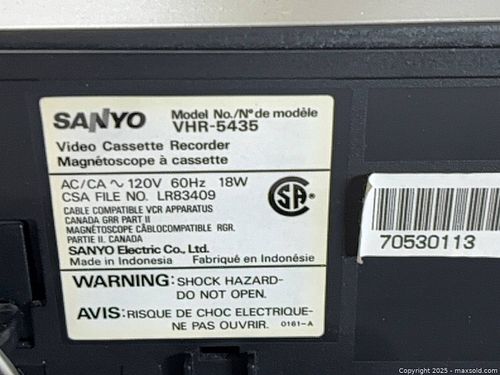 SANYO Model No./Nº de modèle
VHR-5435
Video Cassette Recorder
Magnétoscope à cassette
AC/CA ∿ 120V 60Hz 18W
CSA FILE NO. LR83409
CABLE COMPATIBLE VCR APPARATUS
CANADA GRR PART II
MAGNÉTOSCOPE CÂBLOCOMPATIBLE RGR.
PARTIE II. CANADA
SANYO Electric Co., Ltd.
Made in Indonesia Fabriqué en Indonésie
SA
WARNING: SHOCK HAZARD-
DO NOT OPEN.
AVIS: RISQUE DE CHOC ELECTRIQUE-
NE PAS OUVRIR. 0161-A
70530113
Copyright © 2025 - maxsold.com